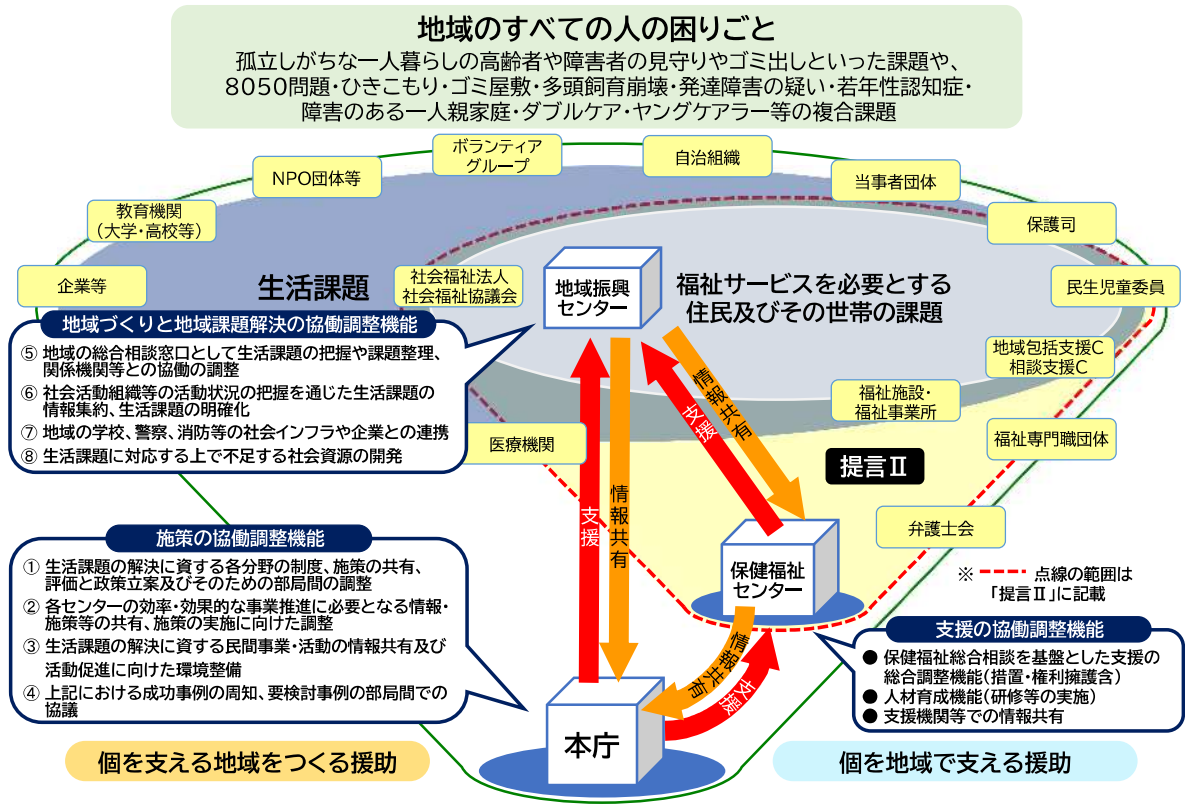 地域のすべての人の困りごと
孤立しがちな一人暮らしの高齢者や障害者の見守りやゴミ出しといった課題や、
8050問題・ひきこもり・ゴミ屋敷・多頭飼育崩壊・発達障害の疑い・若年性認知症・
障害のある一人親家庭・ダブルケア・ヤングケアラー等の複合課題
ボランティア
グループ
自治組織
NPO団体等
当事者団体
教育機関
（大学・高校等）
保護司
企業等
生活課題
社会福祉法人
社会福祉協議会
地域振興
センター
福祉サービスを必要とする
住民及びその世帯の課題
民生児童委員
地域づくりと地域課題解決の協働調整機能
⑤ 地域の総合相談窓口として生活課題の把握や課題整理、
関係機関等との協働の調整
⑥ 社会活動組織等の活動状況の把握を通じた生活課題の
情報集約、生活課題の明確化
⑦ 地域の学校、警察、消防等の社会インフラや企業との連携
⑧ 生活課題に対応する上で不足する社会資源の開発
地域包括支援C
相談支援C
福祉施設・
福祉事業所
医療機関
福祉専門職団体
提言Ⅱ
弁護士会
支援
情報共有
支援
情報共有
施策の協働調整機能
① 生活課題の解決に資する各分野の制度、施策の共有、
評価と政策立案及びそのための部局間の調整
② 各センターの効率・効果的な事業推進に必要となる情報・
施策等の共有、施策の実施に向けた調整
③ 生活課題の解決に資する民間事業・活動の情報共有及び
活動促進に向けた環境整備
④ 上記における成功事例の周知、要検討事例の部局間での
協議
保健福祉
センター
※ 点線の範囲は
「提言Ⅱ」に記載
情報共有
支援
支援の協働調整機能
● 保健福祉総合相談を基盤とした支援の
総合調整機能（措置・権利擁護含）
● 人材育成機能（研修等の実施）
● 支援機関等での情報共有
本庁
個を支える地域をつくる援助
個を地域で支える援助